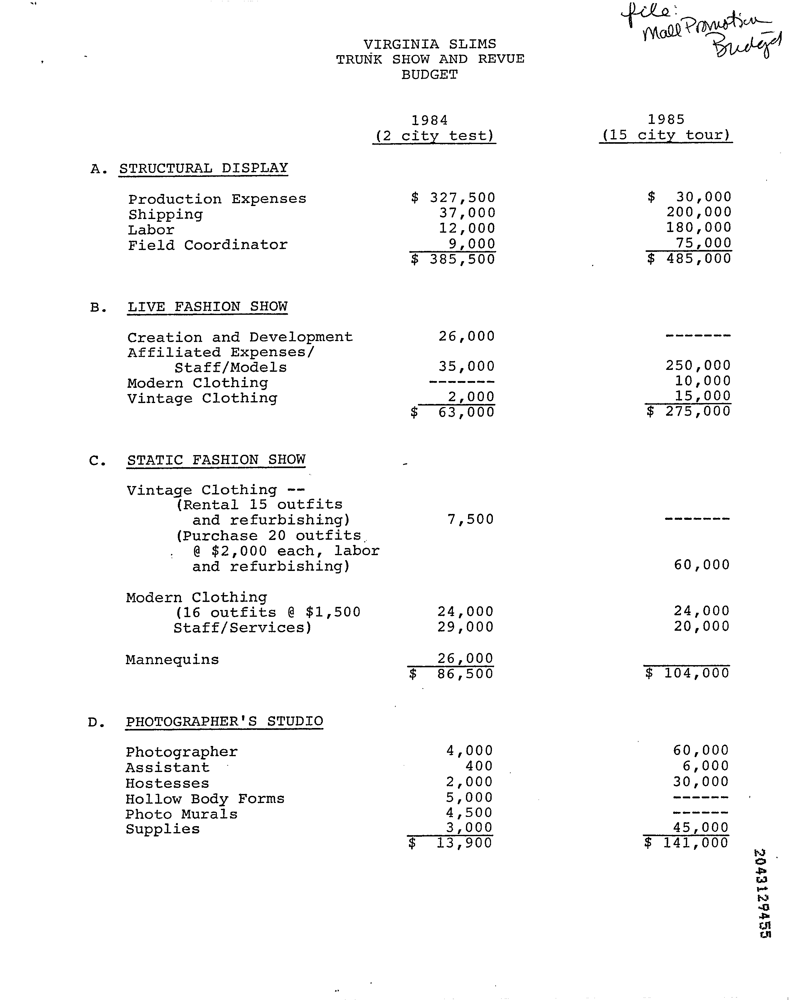 file:
Mall Promotion
Budget
VIRGINIA SLIMS
TRUNK SHOW AND REVUE
BUDGET
1984 1985
(2 city test) (15 city tour)
A. STRUCTURAL DISPLAY
Production Expenses $ 327,500 $ 30,000
Shipping 37,000 200,000
Labor 12,000 180,000
Field Coordinator 9,000 75,000
$ 385,500 $ 485,000
B. LIVE FASHION SHOW
Creation and Development 26,000 -------
Affiliated Expenses/
Staff/Models 35,000 250,000
Modern Clothing ------- 10,000
Vintage Clothing 2,000 15,000
$ 63,000 $ 275,000
C. STATIC FASHION SHOW
Vintage Clothing --
(Rental 15 outfits
and refurbishing) 7,500 -------
(Purchase 20 outfits
@ $2,000 each, labor
and refurbishing) 60,000
Modern Clothing
(16 outfits @ $1,500 24,000 24,000
Staff/Services) 29,000 20,000
Mannequins 26,000
$ 86,500 $ 104,000
D. PHOTOGRAPHER'S STUDIO
Photographer 4,000 60,000
Assistant 400 6,000
Hostesses 2,000 30,000
Hollow Body Forms 5,000 ------
Photo Murals 4,500 ------
Supplies 3,000 45,000
$ 13,900 $ 141,000
2043129455